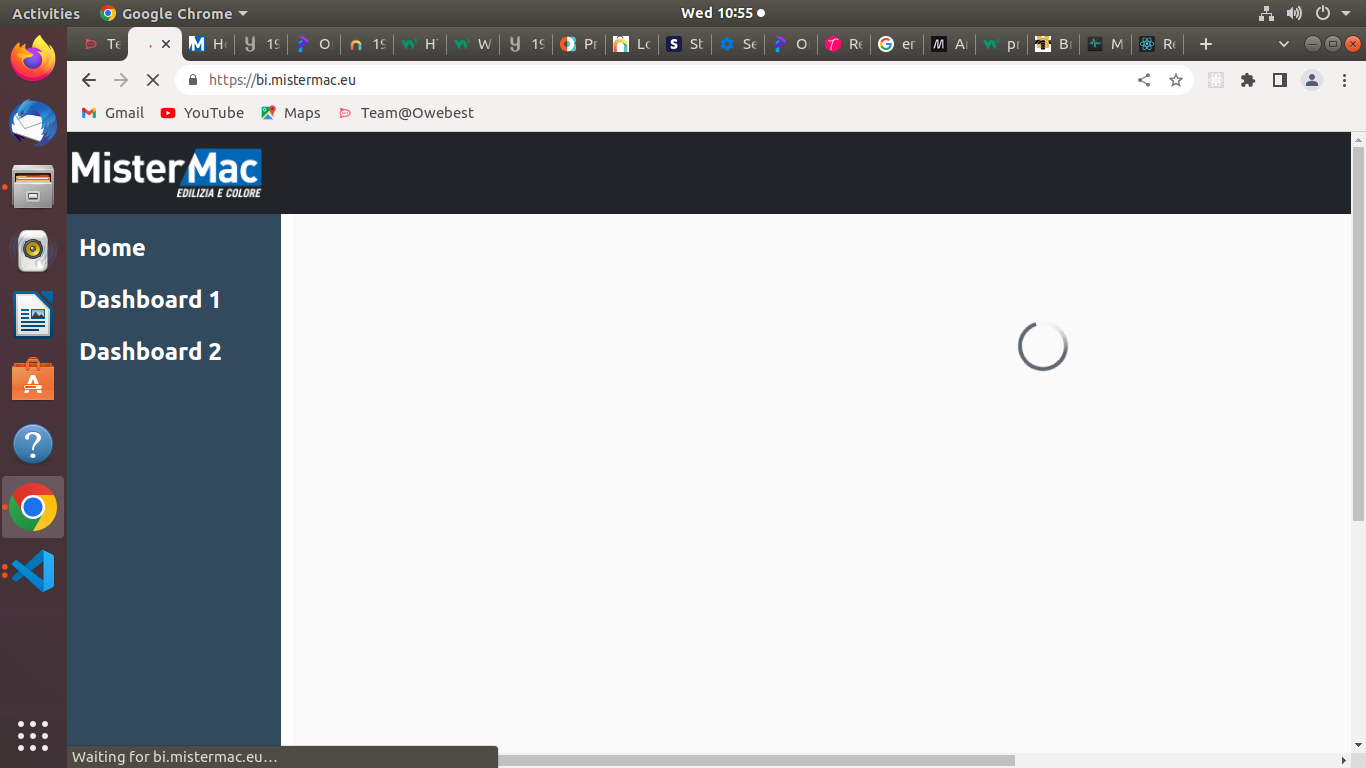 Activities
Google Chrome
Wed 10:55
Te
H
19
O
19
H
W
19
Pr
Lo
St
Se
O
Re
er
A
pr
B
M
Re
https://bi.mistermac.eu
Gmail
YouTube
Maps
Team@Owebest
MisterMac
EDILIZIA E COLORE
Home
Dashboard 1
Dashboard 2
Waiting for bi.mistermac.eu…